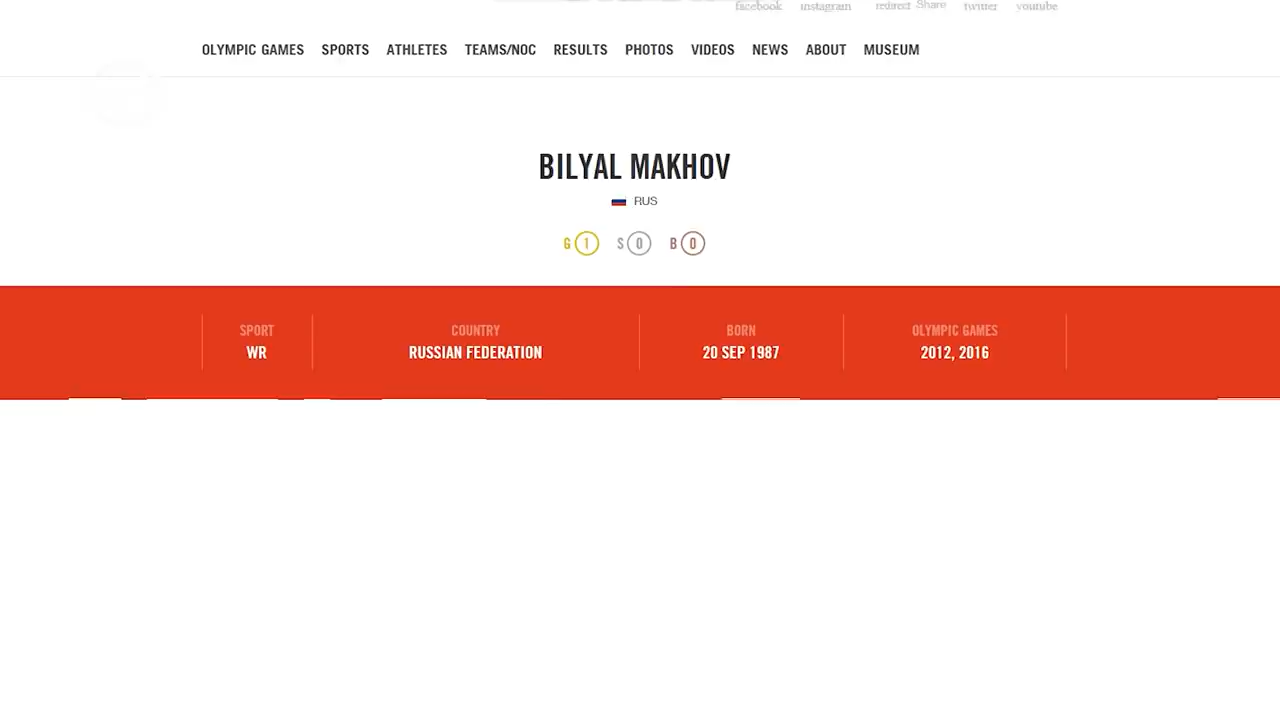 facebook instagram redirect Share twitter youtube
OLYMPIC GAMES SPORTS ATHLETES TEAMS/NOC RESULTS PHOTOS VIDEOS NEWS ABOUT MUSEUM
BILYAL MAKHOV
RUS
G 1 S 0 B 0
SPORT COUNTRY BORN OLYMPIC GAMES
WR RUSSIAN FEDERATION 20 SEP 1987 2012, 2016